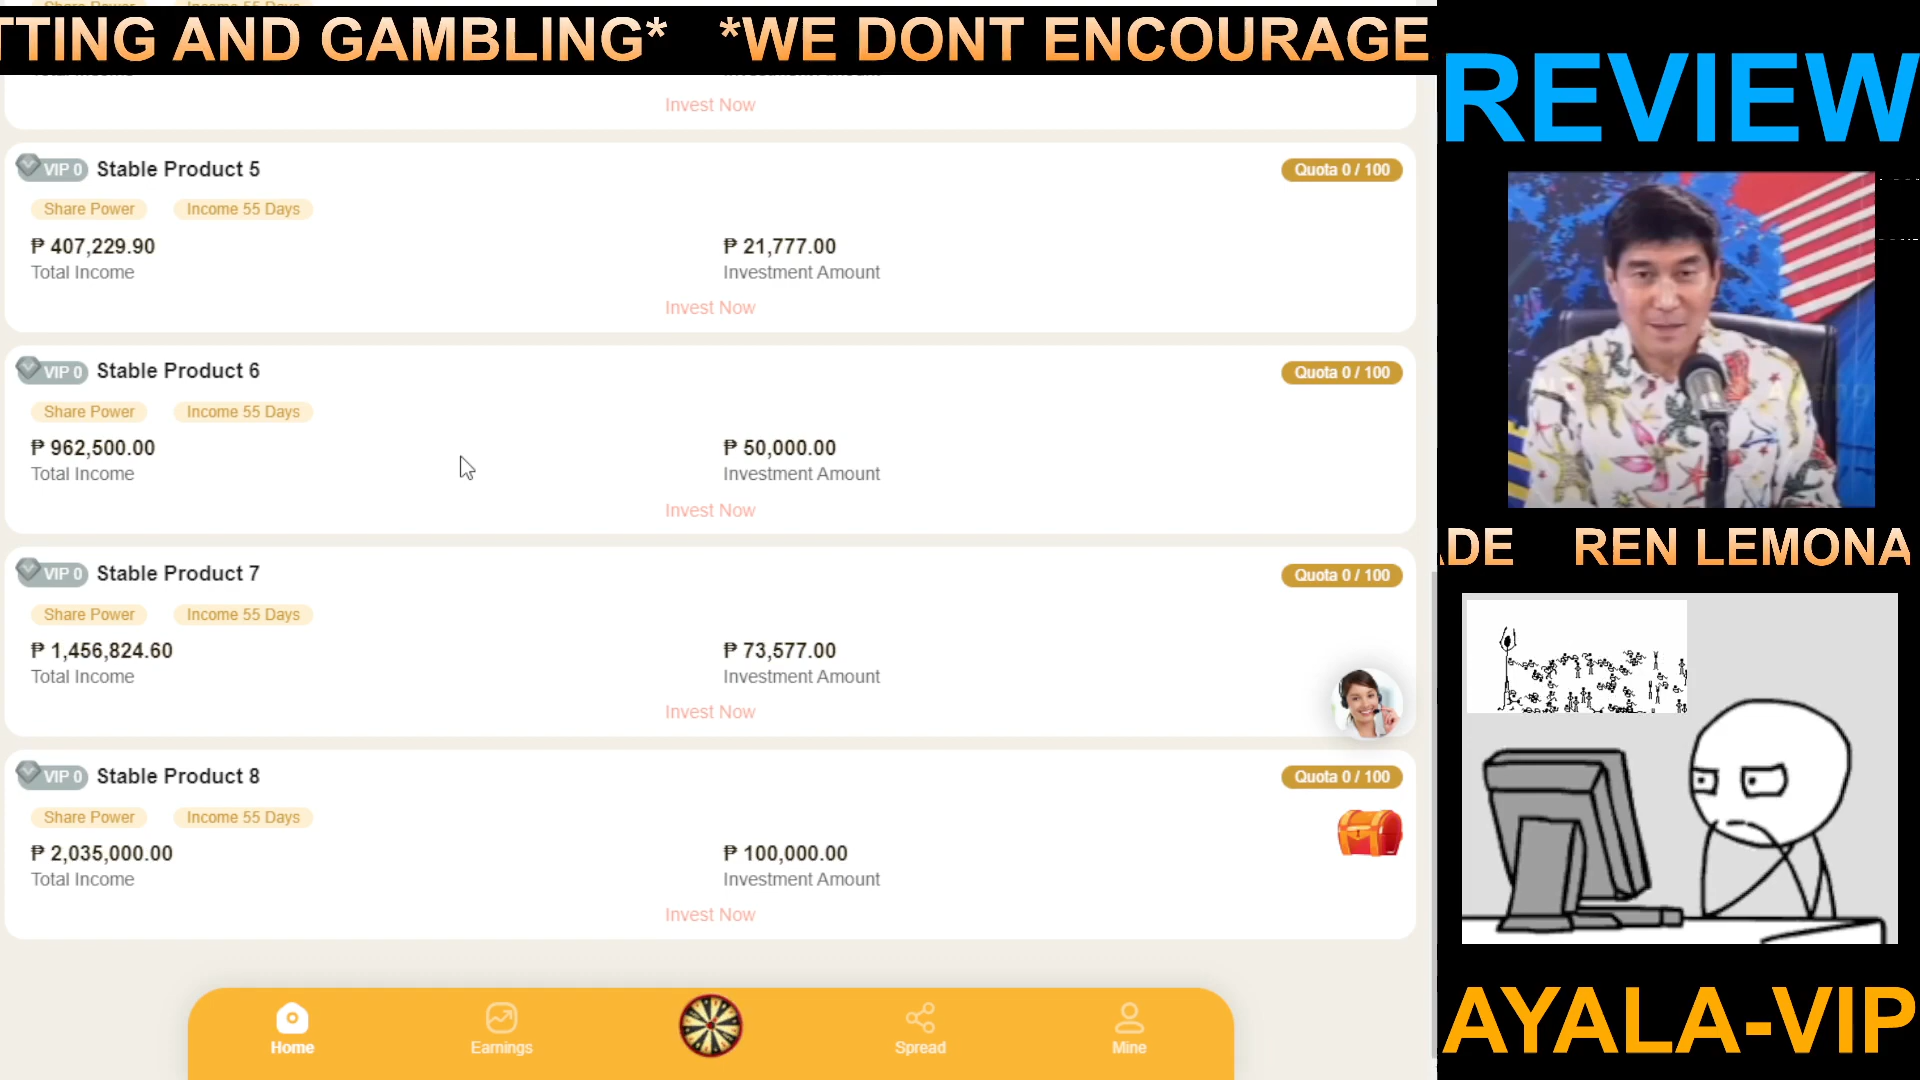 TTING AND GAMBLING*   *WE DONT ENCOURAGE
REVIEW
Invest Now
VIP 0 Stable Product 5
Quota 0 / 100
Share Power
Income 55 Days
₱ 407,229.90
₱ 21,777.00
Total Income
Investment Amount
Invest Now
VIP 0 Stable Product 6
Quota 0 / 100
Share Power
Income 55 Days
₱ 962,500.00
₱ 50,000.00
Total Income
Investment Amount
Invest Now
DE   REN LEMONA
VIP 0 Stable Product 7
Quota 0 / 100
Share Power
Income 55 Days
₱ 1,456,824.60
₱ 73,577.00
Total Income
Investment Amount
Invest Now
VIP 0 Stable Product 8
Quota 0 / 100
Share Power
Income 55 Days
₱ 2,035,000.00
₱ 100,000.00
Total Income
Investment Amount
Invest Now
AYALA-VIP
Home
Earnings
Spread
Mine